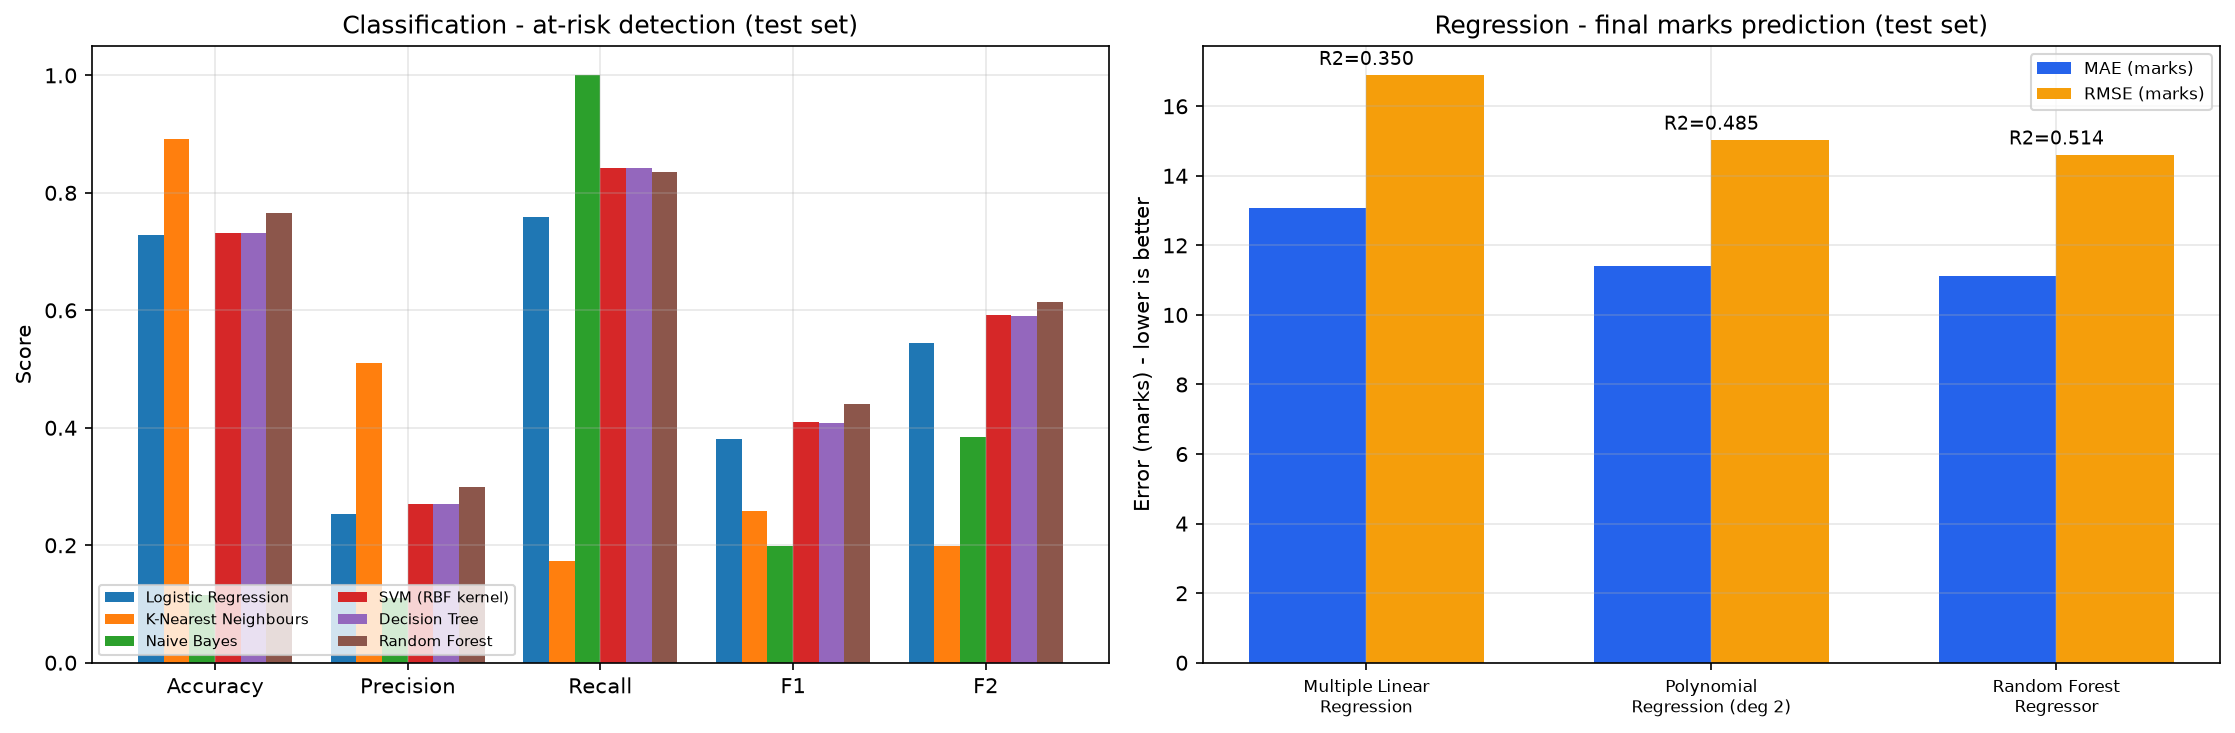 Classification - at-risk detection (test set)
Score
1.0
0.8
0.6
0.4
0.2
0.0
Logistic Regression
K-Nearest Neighbours
Naive Bayes
SVM (RBF kernel)
Decision Tree
Random Forest
Accuracy
Precision
Recall
F1
F2
Regression - final marks prediction (test set)
Error (marks) - lower is better
16
14
12
10
8
6
4
2
0
R2=0.350
R2=0.485
R2=0.514
MAE (marks)
RMSE (marks)
Multiple Linear
Regression
Polynomial
Regression (deg 2)
Random Forest
Regressor